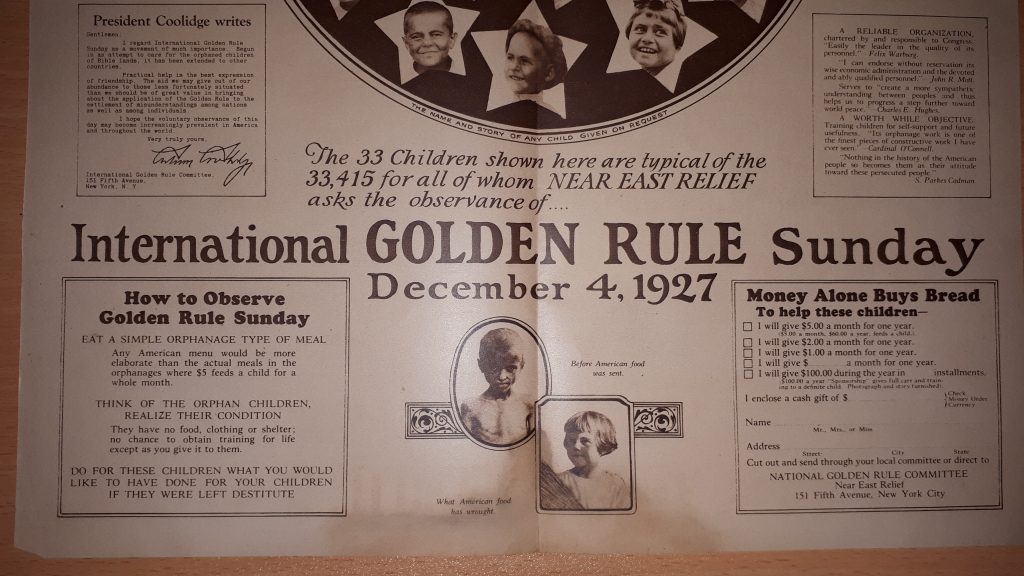 President Coolidge writes
Gentlemen:
I regard International Golden Rule
Sunday as a movement of much importance. Begun
in an attempt to care for the orphaned children
of Bible lands, it has been extended to other
countries.
Practical help is the best expression
of friendship. The aid we may give out of our
abundance to those less fortunately situated
than we should be of great value in bringing
about the application of the Golden Rule to the
settlement of misunderstandings among nations
as well as among individuals
I hope the voluntary observance of this
day may become increasingly prevalent in America
and throughout the world
Very truly yours,
International Golden Rule Committee.
151 Fifth Avenue.
New York. N. Y
THE NAME AND STORY OF ANY CHILD GIVEN ON REQUEST
A RELIABLE ORGANIZATION,
chartered by and responsible to Congress.
"Easily the leader in the quality of its
personnel." Felix Warburg.
"I can endorse without reservation its
wise economic administration and the devoted
and ably qualified personnel." John R. Mott.
Serves to "create a more sympathetic
understanding between peoples and thus
helps us to progress a step further toward
world peace." Charles E. Hughes.
A WORTH WHILE OBJECTIVE.
Training children for self-support and future
usefulness. "Its orphanage work is one of
the finest pieces of constructive work I have
ever seen." Cardinal O'Connell.
"Nothing in the history of the American
people so becomes them as their attitude
toward these persecuted people."
S. Parkes Cadman.
The 33 Children shown here are typical of the
33,415 for all of whom NEAR EAST RELIEF
asks the observance of....
International GOLDEN RULE Sunday
December 4, 1927
How to Observe
Golden Rule Sunday
EAT A SIMPLE ORPHANAGE TYPE OF MEAL
Any American menu would be more
elaborate than the actual meals in the
orphanages where $5 feeds a child for a
whole month.
THINK OF THE ORPHAN CHILDREN,
REALIZE THEIR CONDITION
They have no food, clothing or shelter;
no chance to obtain training for life
except as you give it to them.
DO FOR THESE CHILDREN WHAT YOU WOULD
LIKE TO HAVE DONE FOR YOUR CHILDREN
IF THEY WERE LEFT DESTITUTE
Before American food
was sent.
What American food
has wrought.
Money Alone Buys Bread
To help these children—
I will give $5.00 a month for one year.
($5.00 a month, $60.00 a year, feeds a child.)
I will give $2.00 a month for one year.
I will give $1.00 a month for one year.
I will give $ a month for one year.
I will give $100.00 during the year in installments.
($100.00 a year "Sponsorship" gives full care and train-
ing to a definite child. Photograph and story furnished)
I enclose a cash gift of $ Check
Money Order
Currency
Name
Mr., Mrs., or Miss
Address
Street City State
Cut out and send through your local committee or direct to
NATIONAL GOLDEN RULE COMMITTEE
Near East Relief
151 Fifth Avenue, New York City